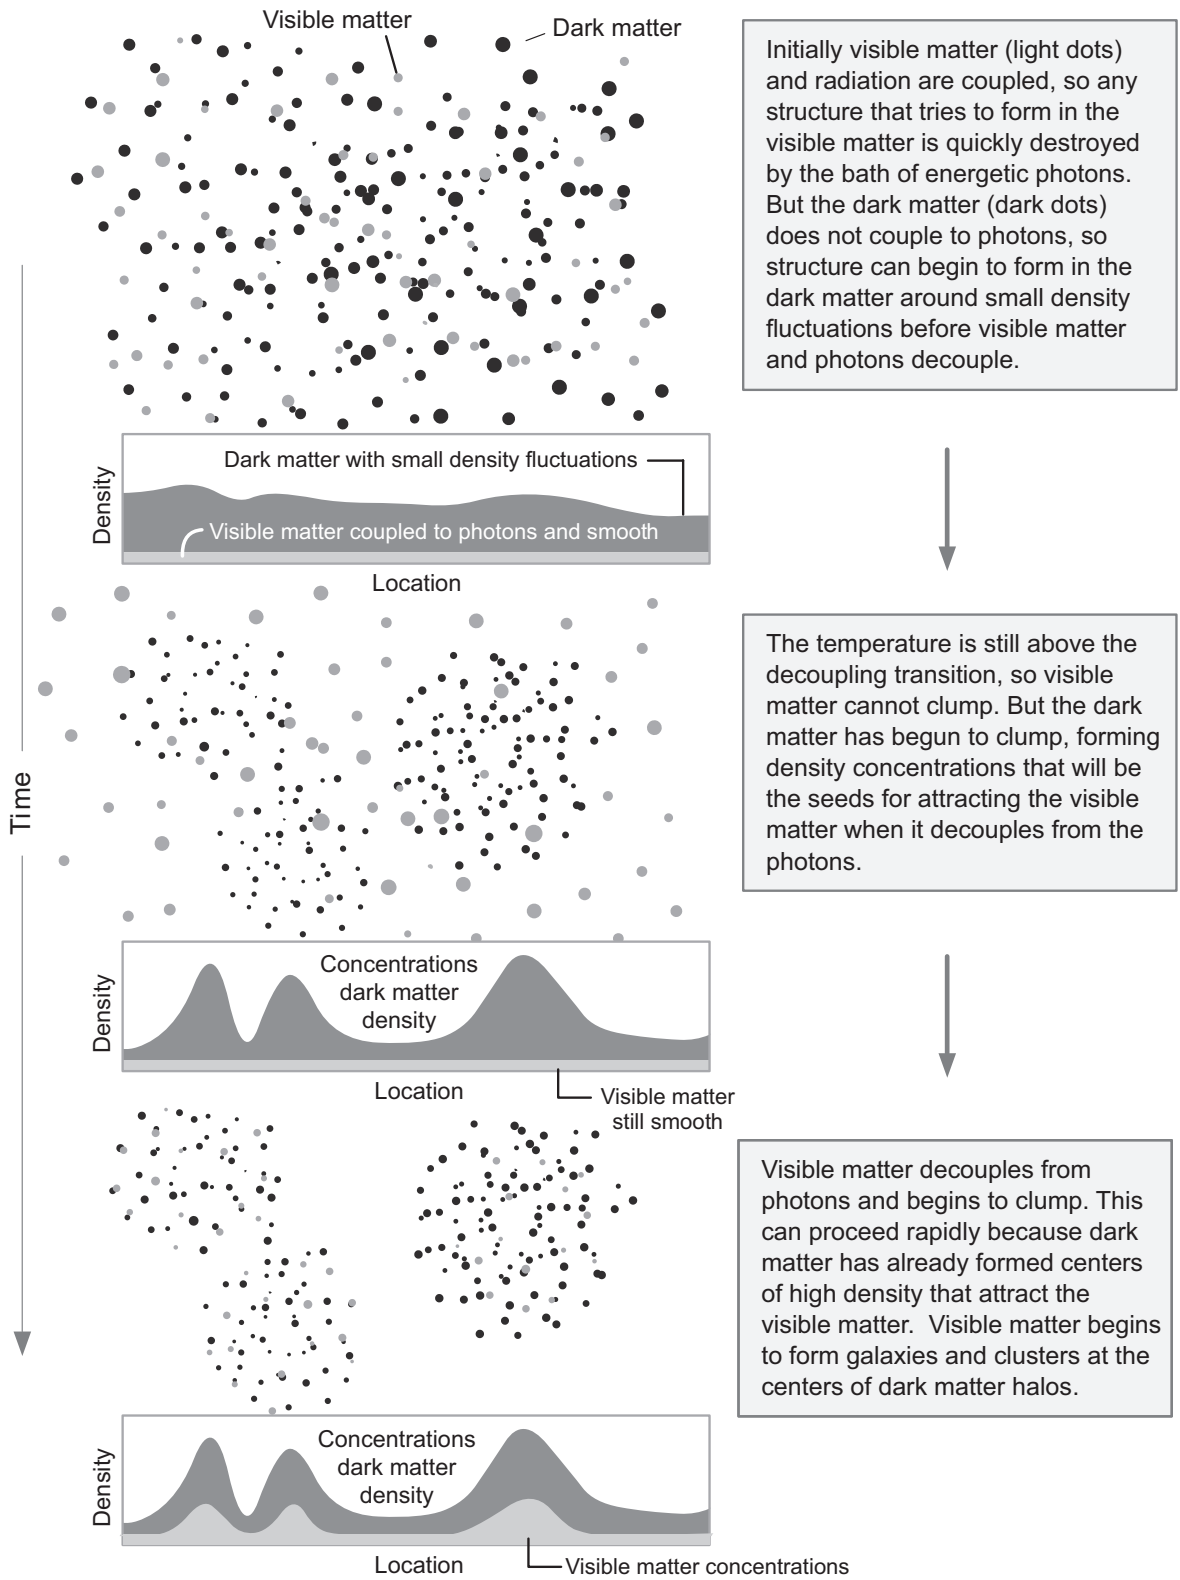 Visible matter
Dark matter
Initially visible matter (light dots)
and radiation are coupled, so any
structure that tries to form in the
visible matter is quickly destroyed
by the bath of energetic photons.
But the dark matter (dark dots)
does not couple to photons, so
structure can begin to form in the
dark matter around small density
fluctuations before visible matter
and photons decouple.
Density
Dark matter with small density fluctuations
Visible matter coupled to photons and smooth
Location
Time
The temperature is still above the
decoupling transition, so visible
matter cannot clump. But the dark
matter has begun to clump, forming
density concentrations that will be
the seeds for attracting the visible
matter when it decouples from the
photons.
Density
Concentrations
dark matter
density
Location
Visible matter
still smooth
Visible matter decouples from
photons and begins to clump. This
can proceed rapidly because dark
matter has already formed centers
of high density that attract the
visible matter.  Visible matter begins
to form galaxies and clusters at the
centers of dark matter halos.
Density
Concentrations
dark matter
density
Location
Visible matter concentrations